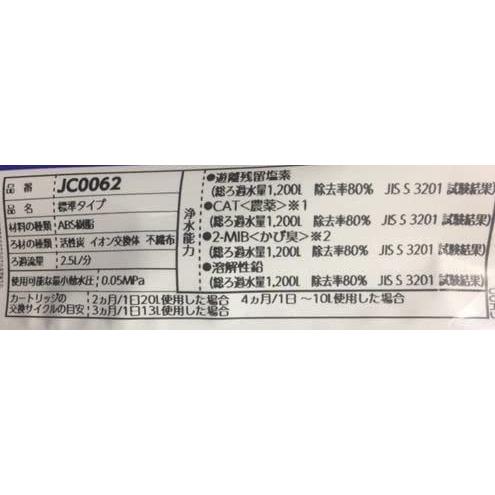 品番 JC0062
品名 標準タイプ
材料の種類 ABS樹脂
ろ材の種類 活性炭 イオン交換体 不織布
ろ過流量 2.5L/分
使用可能な最小動水圧 0.05MPa
浄水能力
●遊離残留塩素
(総ろ過水量1,200L 除去率80% JIS S 3201 試験結果)
●CAT<農薬>※1
(総ろ過水量1,200L 除去率80% JIS S 3201 試験結果)
●2-MIB<かび臭>※2
(総ろ過水量1,200L 除去率80% JIS S 3201 試験結果)
●溶解性鉛
(総ろ過水量1,200L 除去率80% JIS S 3201 試験結果)
カートリッジの
交換サイクルの目安
2ヵ月/1日20L使用した場合 4ヵ月/1日~10L使用した場合
3ヵ月/1日13L使用した場合